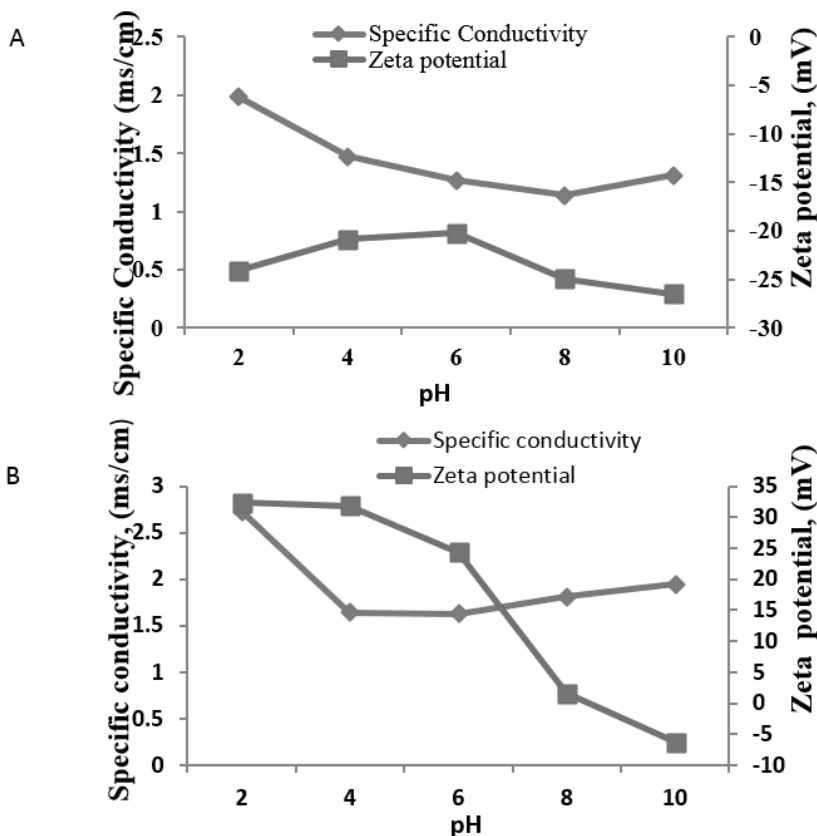 A
Specific Conductivity (ms/cm)
2.5
2
1.5
1
0.5
0
Specific Conductivity
Zeta potential
0
-5
-10
-15
-20
-25
-30
Zeta potential, (mV)
2 4 6 8 10
pH
B
Specific conductivity, (ms/cm)
3
2.5
2
1.5
1
0.5
0
Specific conductivity
Zeta potential
35
30
25
20
15
10
5
0
-5
-10
Zeta potential, (mV)
2 4 6 8 10
pH